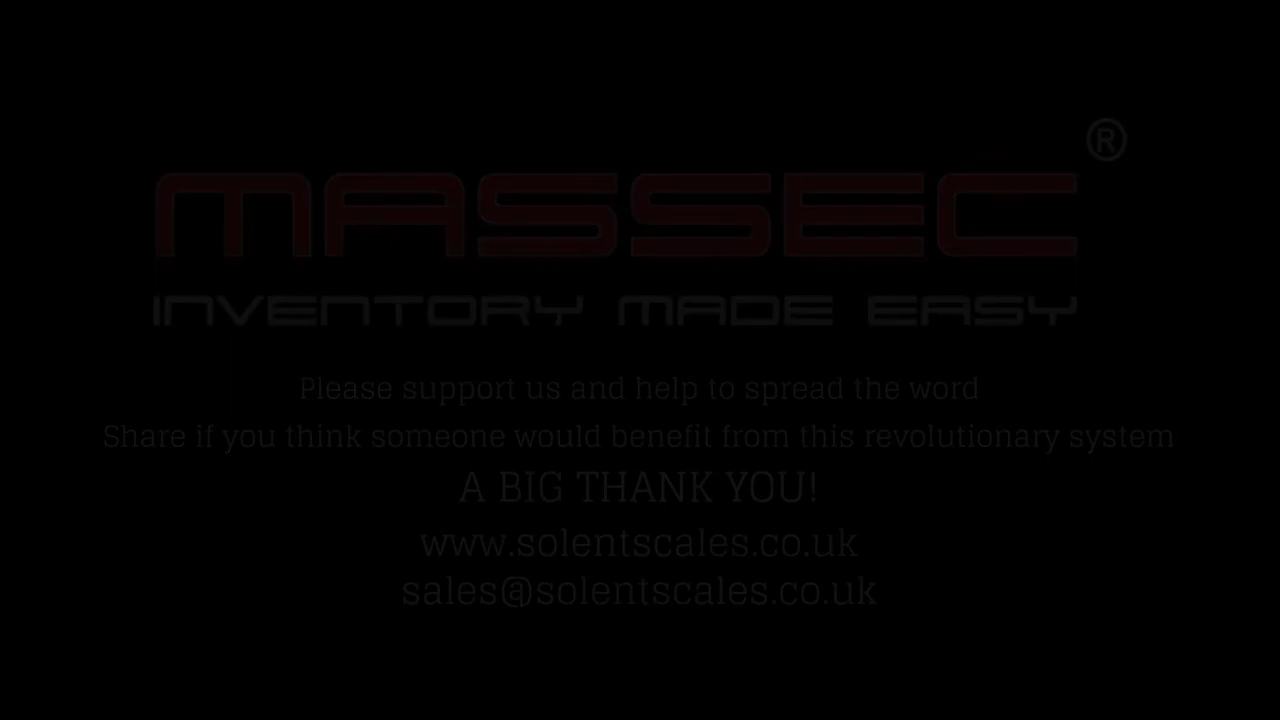 MASSEC®
INVENTORY MADE EASY
Please support us and help to spread the word
Share if you think someone would benefit from this revolutionary system
A BIG THANK YOU!
www.solentscales.co.uk
sales@solentscales.co.uk